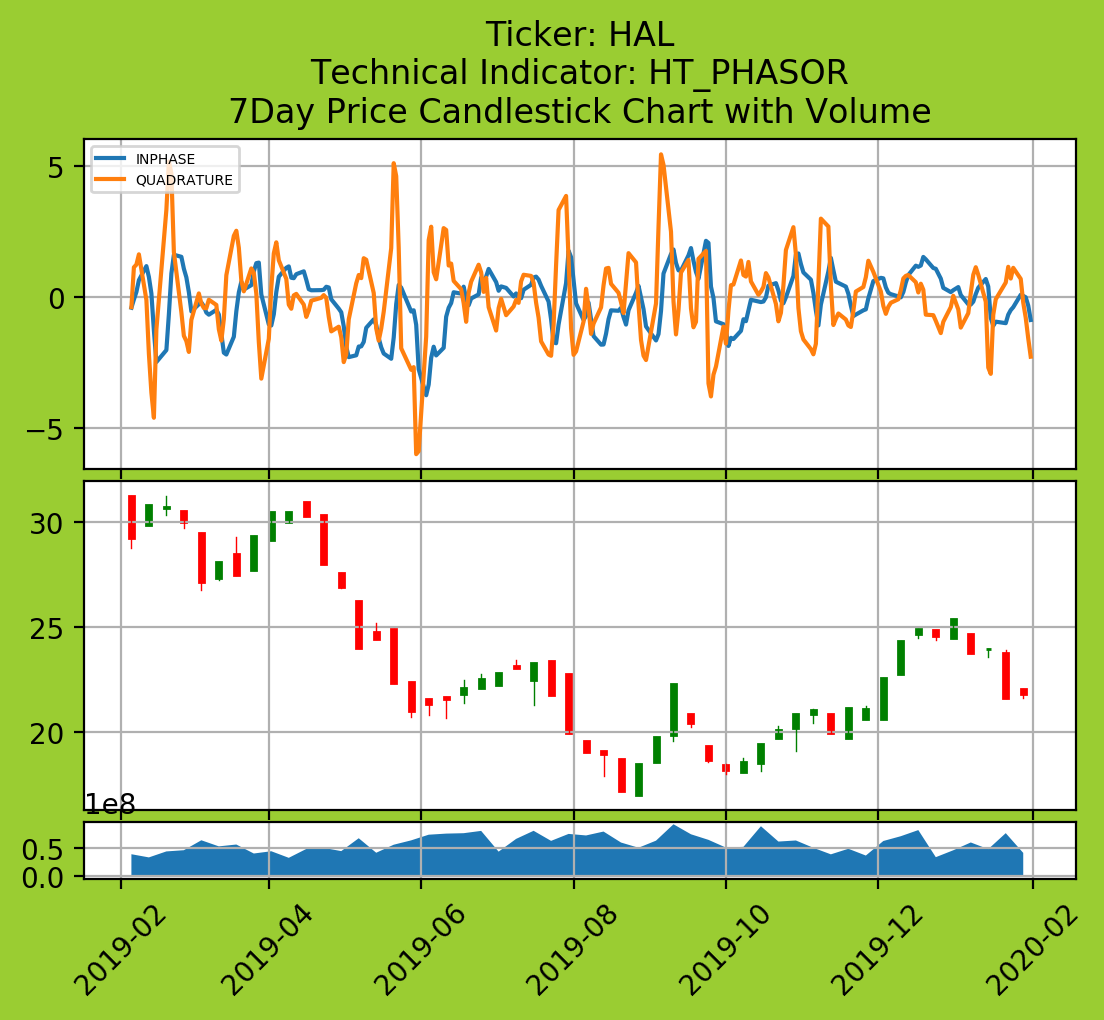 Ticker: HAL
Technical Indicator: HT_PHASOR
7Day Price Candlestick Chart with Volume
INPHASE
QUADRATURE
5
0
−5
30
25
20
1e8
0.5
0.0
2019-02
2019-04
2019-06
2019-08
2019-10
2019-12
2020-02